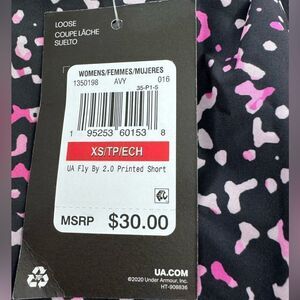 LOOSE
COUPE LÂCHE
SUELTO
WOMENS/FEMMES/MUJERES
1350198 AVY 016
35-P1-5
1 95253 60153 8
XS/TP/ECH
UA Fly By 2.0 Printed Short
MSRP $30.00
UA.COM
©2020 Under Armour, Inc.
HT-908836